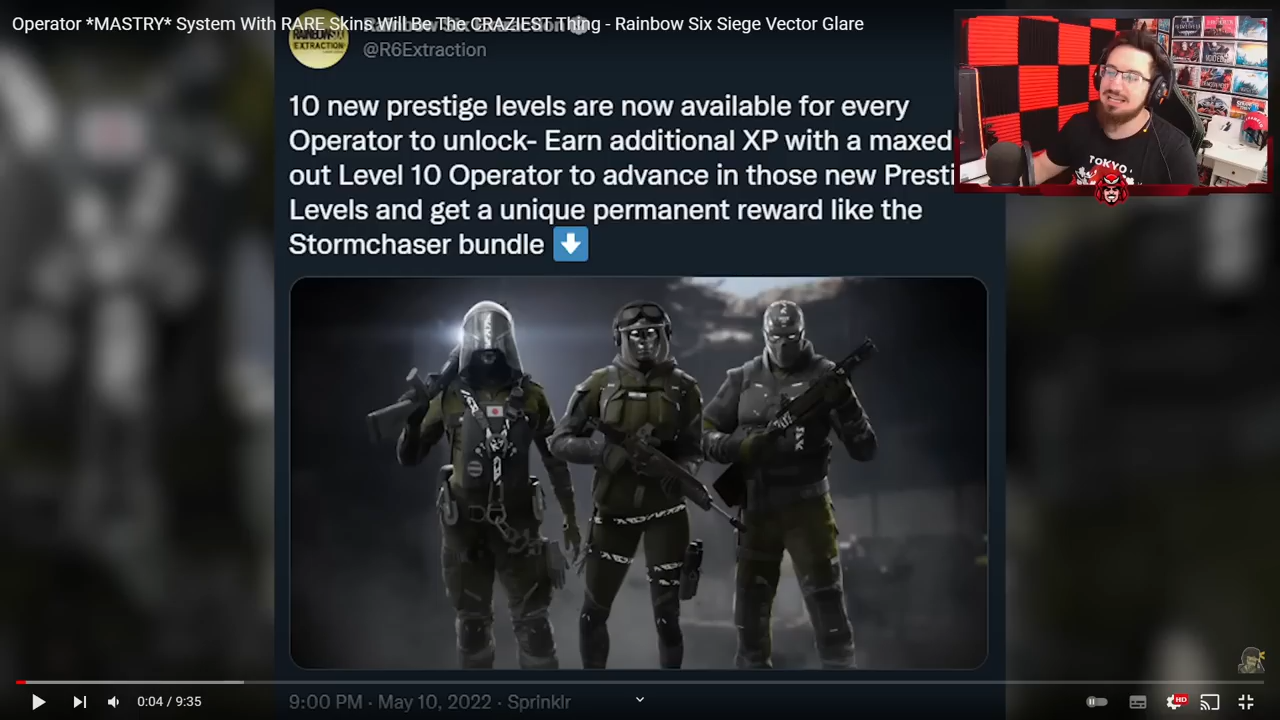 Operator *MASTRY* System With RARE Skins Will Be The CRAZIEST Thing - Rainbow Six Siege Vector Glare
EXTRACTION
@R6Extraction
10 new prestige levels are now available for every
Operator to unlock- Earn additional XP with a maxed
out Level 10 Operator to advance in those new Presti
Levels and get a unique permanent reward like the
Stormchaser bundle
TOKYO
9:00 PM · May 10, 2022 · Sprinklr
0:04 / 9:35
HD